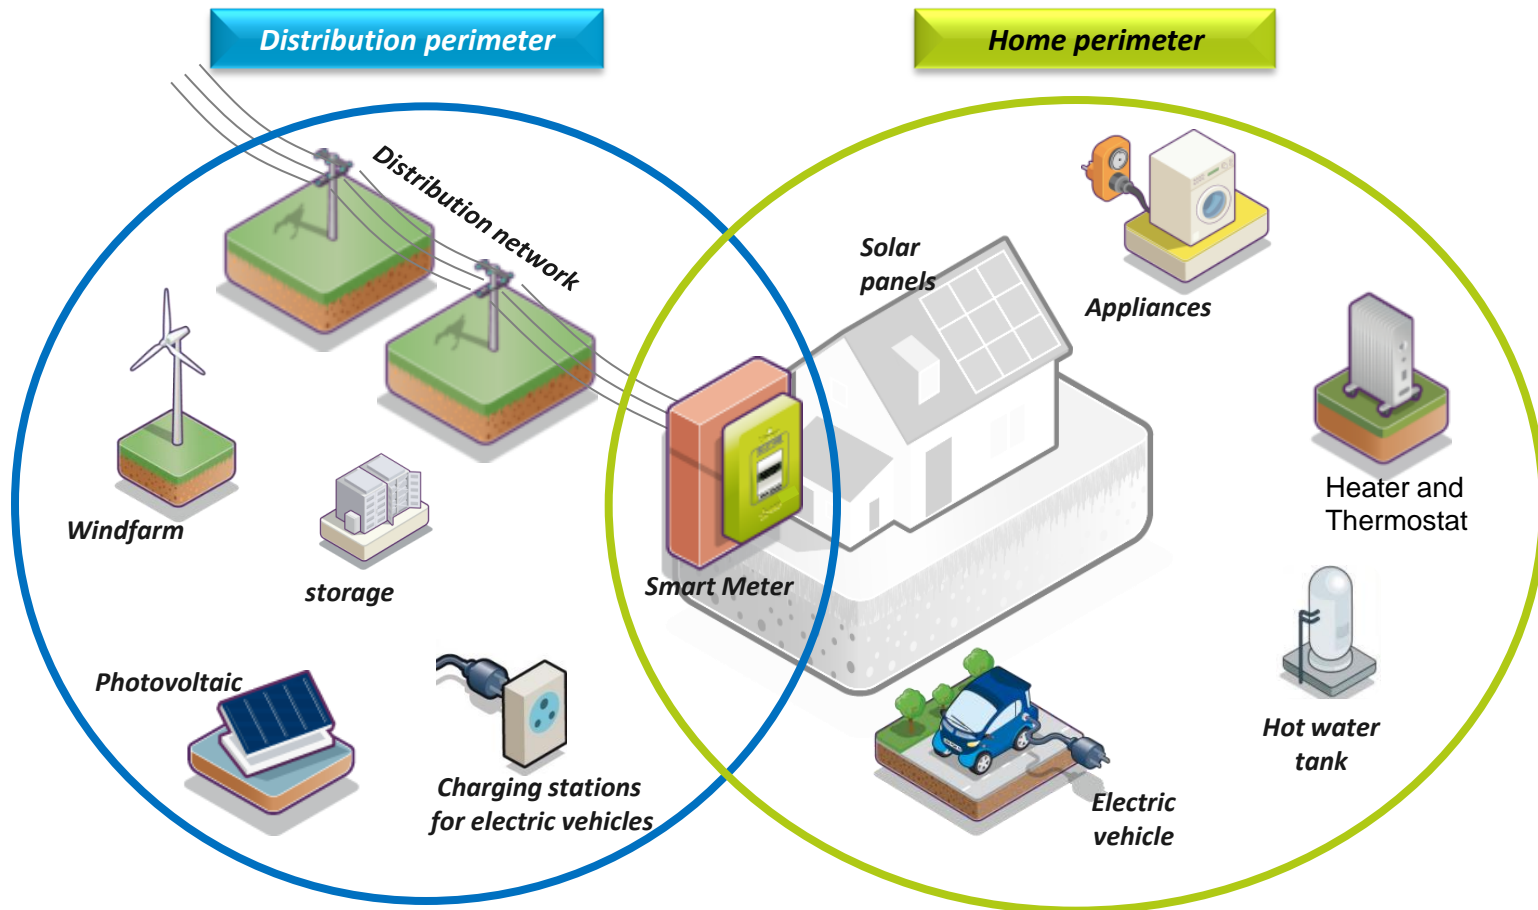 Distribution perimeter
Home perimeter
Distribution network
Solar
panels
Appliances
Windfarm
storage
Smart Meter
Heater and
Thermostat
Photovoltaic
Charging stations
for electric vehicles
Electric
vehicle
Hot water
tank